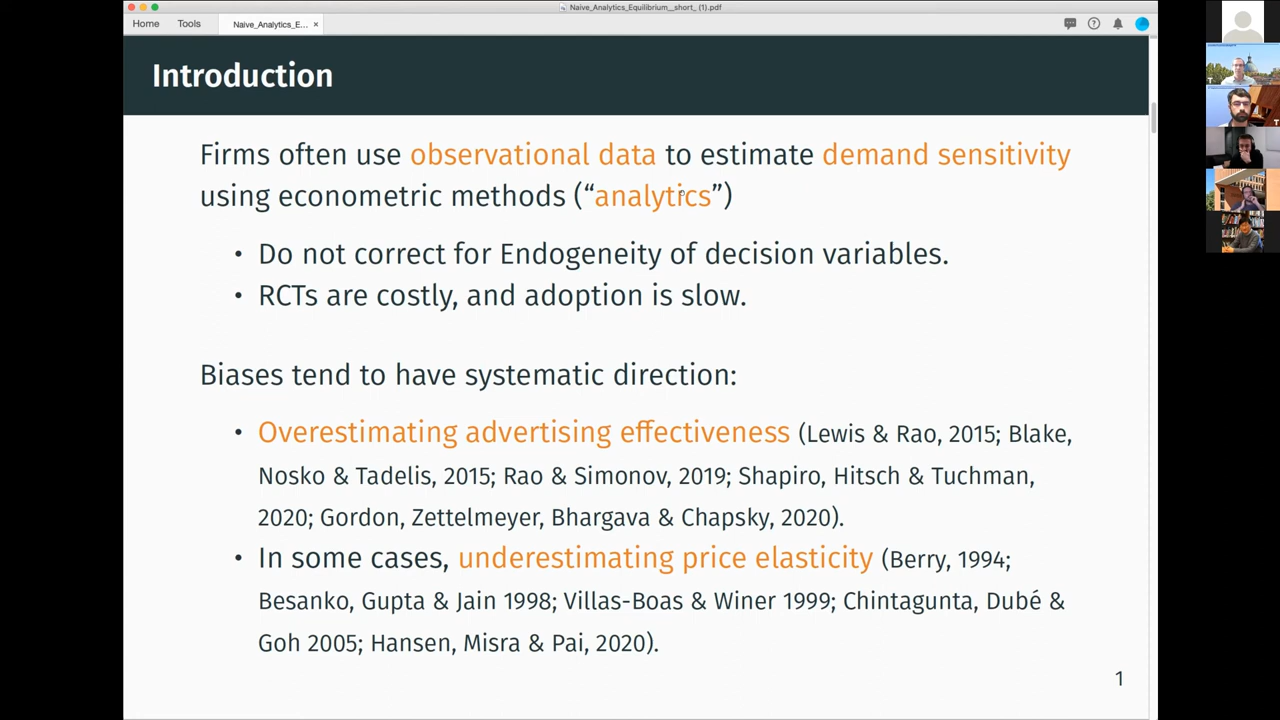 Naive_Analytics_Equilibrium__short_ (1).pdf
Home Tools Naive_Analytics_E... ×
Introduction
Firms often use observational data to estimate demand sensitivity
using econometric methods (“analytics”)
• Do not correct for Endogeneity of decision variables.
• RCTs are costly, and adoption is slow.
Biases tend to have systematic direction:
• Overestimating advertising effectiveness (Lewis & Rao, 2015; Blake,
Nosko & Tadelis, 2015; Rao & Simonov, 2019; Shapiro, Hitsch & Tuchman,
2020; Gordon, Zettelmeyer, Bhargava & Chapsky, 2020).
• In some cases, underestimating price elasticity (Berry, 1994;
Besanko, Gupta & Jain 1998; Villas-Boas & Winer 1999; Chintagunta, Dubé &
Goh 2005; Hansen, Misra & Pai, 2020).
1